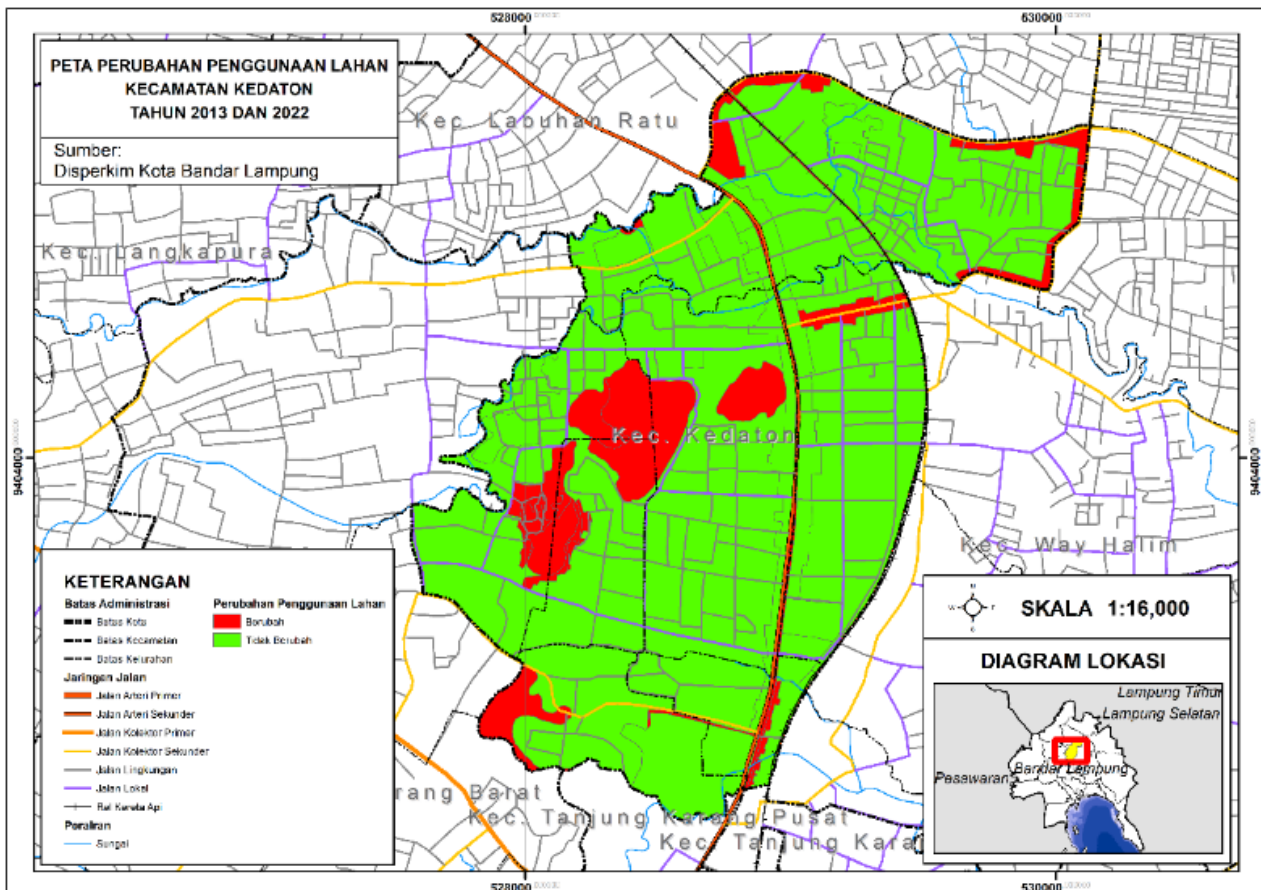 528000
630000
PETA PERUBAHAN PENGGUNAAN LAHAN
KECAMATAN KEDATON
TAHUN 2013 DAN 2022
Sumber:
Disperkim Kota Bandar Lampung
Kec. Labuhan Ratu
Kec. Langkapura
Kec. Kedaton
Kec. Way Halim
9404000
9404000
KETERANGAN
Batas Administrasi
Batas Kota
Batas Kecamatan
Batas Kelurahan
Jaringan Jalan
Jalan Arteri Primer
Jalan Arteri Sekunder
Jalan Kolektor Primer
Jalan Kolektor Sekunder
Jalan Lingkungan
Jalan Lokal
Rel Kereta Api
Perairan
Sungai
Perubahan Penggunaan Lahan
Berubah
Tidak Berubah
rang Barat
Kec. Tanjung Karang Pusat
Kec. Tanjung Kara
N
W
E
S
SKALA 1:16,000
DIAGRAM LOKASI
Lampung Timur
Lampung Selatan
Pesawaran
Bandar Lampung
528000
530000